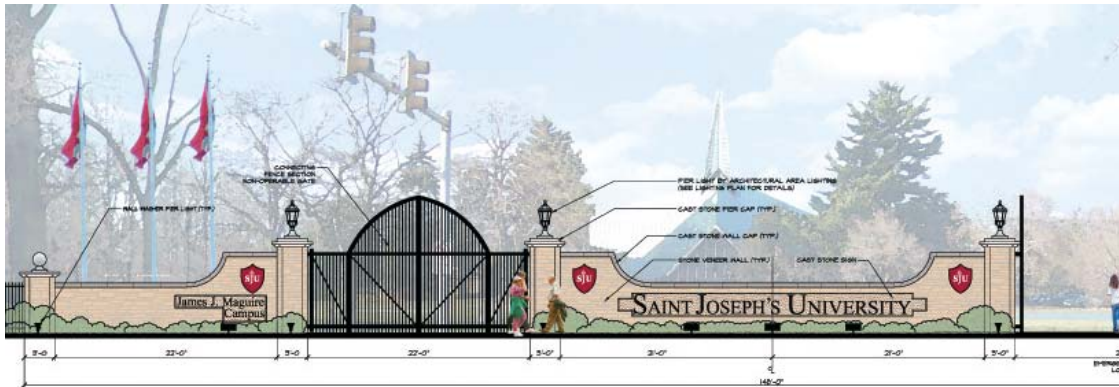 CONNECTING
FENCE SECTION
NON-OPERABLE GATE
PIER LIGHT BY ARCHITECTURAL AREA LIGHTING
(SEE LIGHTING PLAN FOR DETAILS)
WALL WASHER PIER LIGHT (TYP.)
CAST STONE PIER CAP (TYP.)
CAST STONE WALL CAP (TYP.)
STONE VENEER WALL (TYP.)
CAST STONE SIGN
SJU
SJU
SJU
James J. Maguire
Campus
SAINT JOSEPH'S UNIVERSITY
22'-0"
5'-0"
22'-0"
5'-0"
21'-0"
21'-0"
5'-0"
148'-0"